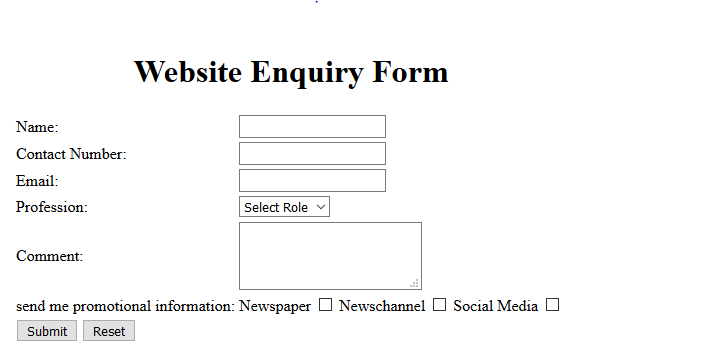 Website Enquiry Form
Name:
Contact Number:
Email:
Profession: Select Role
Comment:
send me promotional information: Newspaper Newschannel Social Media
Submit Reset